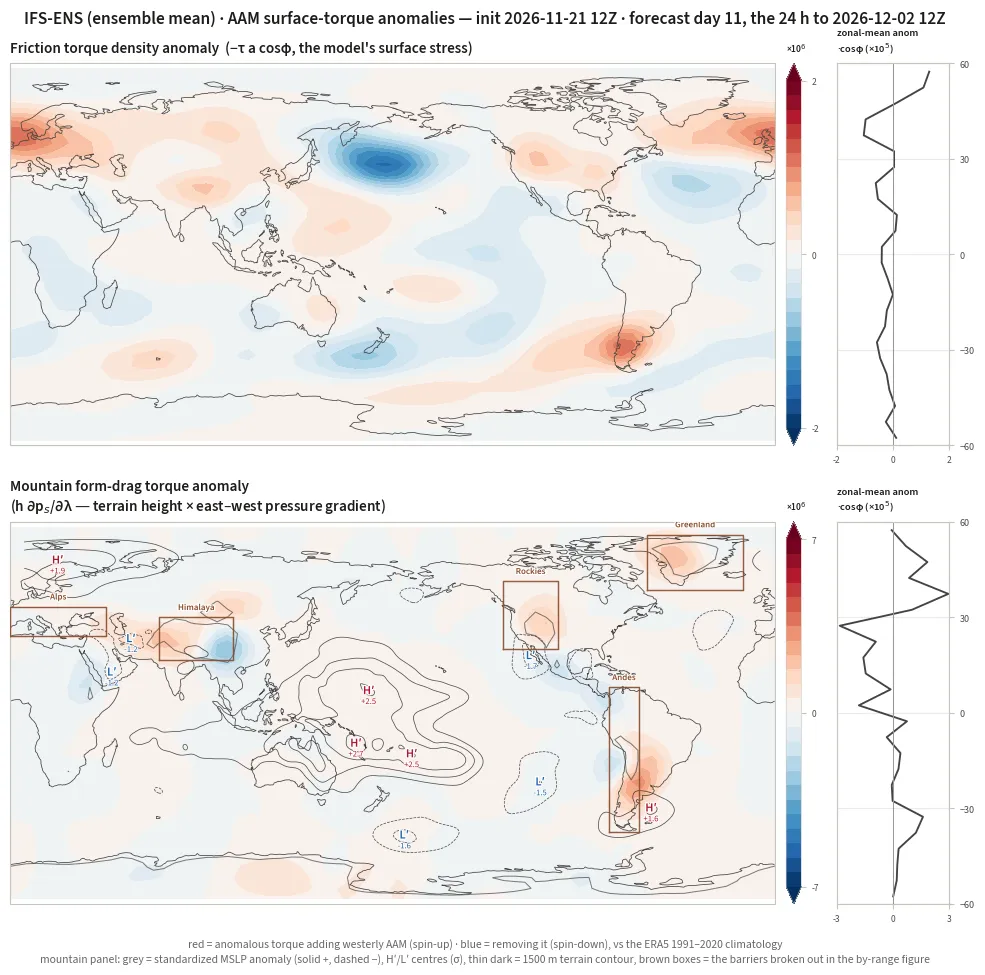 IFS-ENS (ensemble mean) · AAM surface-torque anomalies — init 2026-11-21 12Z · forecast day 11, the 24 h to 2026-12-02 12Z
Friction torque density anomaly (−τ a cosφ, the model's surface stress)
×10⁶
2
0
-2
zonal-mean anom
·cosφ (×10⁵)
60
30
0
−30
−60
-2
0
2
Mountain form-drag torque anomaly
(h ∂pₛ/∂λ — terrain height × east–west pressure gradient)
Greenland
H′
+1.9
Rockies
Alps
Himalaya
L′
-1.2
L′
H′
+2.5
Andes
H′
H′
+2.5
L′
-1.5
H′
+1.6
L′
-1.6
×10⁶
7
0
-7
zonal-mean anom
·cosφ (×10⁵)
60
30
0
−30
−60
-3
0
3
red = anomalous torque adding westerly AAM (spin-up) · blue = removing it (spin-down), vs the ERA5 1991–2020 climatology
mountain panel: grey = standardized MSLP anomaly (solid +, dashed –), H′/L′ centres (σ), thin dark = 1500 m terrain contour, brown boxes = the barriers broken out in the by-range figure